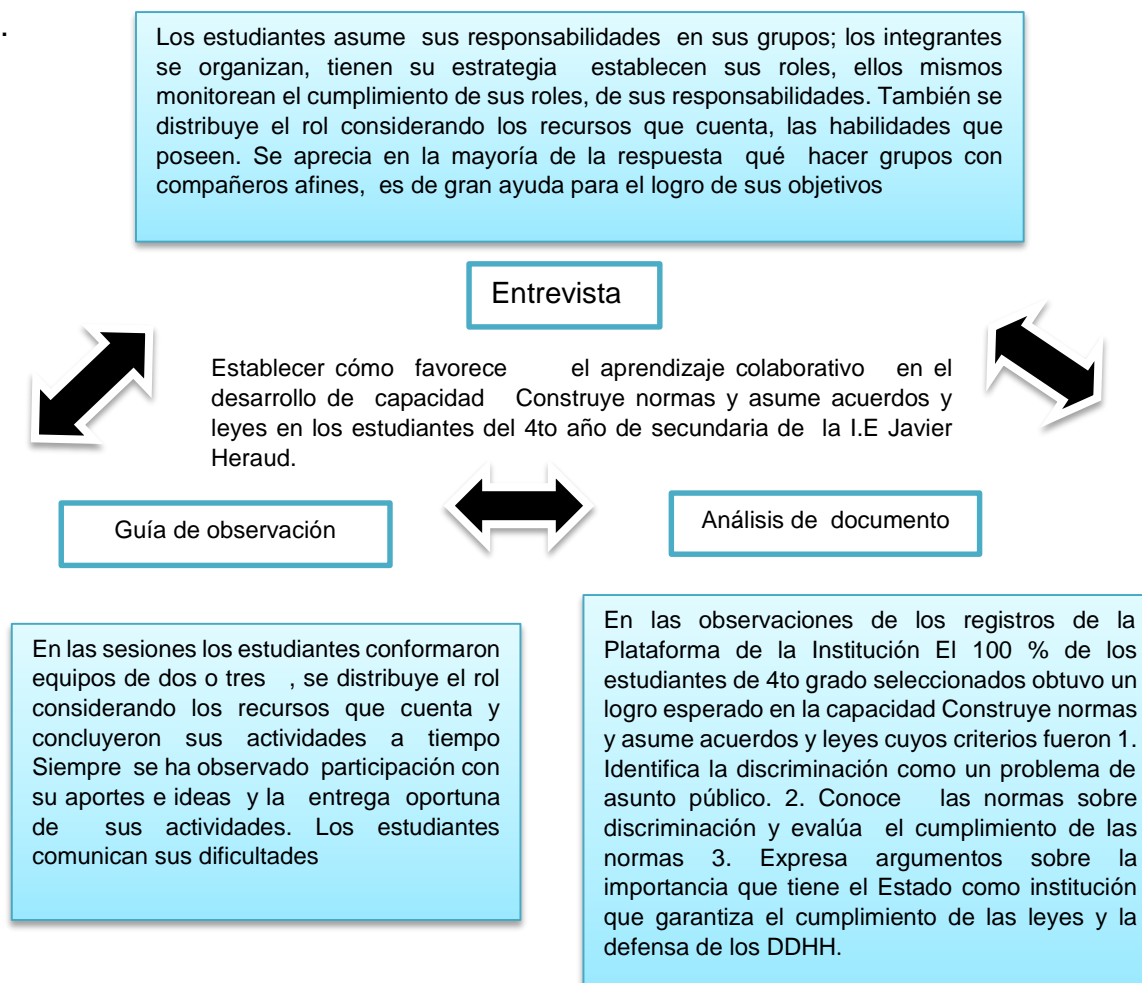 .
Los estudiantes asume sus responsabilidades en sus grupos; los integrantes
se organizan, tienen su estrategia establecen sus roles, ellos mismos
monitorean el cumplimiento de sus roles, de sus responsabilidades. También se
distribuye el rol considerando los recursos que cuenta, las habilidades que
poseen. Se aprecia en la mayoría de la respuesta qué hacer grupos con
compañeros afines, es de gran ayuda para el logro de sus objetivos
Entrevista
Establecer cómo favorece el aprendizaje colaborativo en el
desarrollo de capacidad Construye normas y asume acuerdos y
leyes en los estudiantes del 4to año de secundaria de la I.E Javier
Heraud.
Guía de observación
Análisis de documento
En las sesiones los estudiantes conformaron
equipos de dos o tres , se distribuye el rol
considerando los recursos que cuenta y
concluyeron sus actividades a tiempo
Siempre se ha observado participación con
su aportes e ideas y la entrega oportuna
de sus actividades. Los estudiantes
comunican sus dificultades
En las observaciones de los registros de la
Plataforma de la Institución El 100 % de los
estudiantes de 4to grado seleccionados obtuvo un
logro esperado en la capacidad Construye normas
y asume acuerdos y leyes cuyos criterios fueron 1.
Identifica la discriminación como un problema de
asunto público. 2. Conoce las normas sobre
discriminación y evalúa el cumplimiento de las
normas 3. Expresa argumentos sobre la
importancia que tiene el Estado como institución
que garantiza el cumplimiento de las leyes y la
defensa de los DDHH.